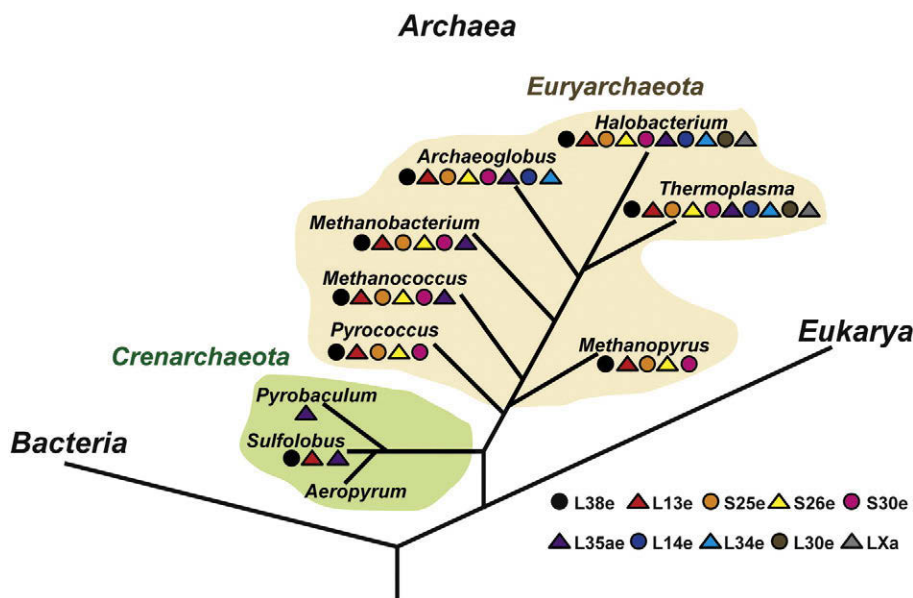 Archaea
Euryarchaeota
Halobacterium
Archaeoglobus
Thermoplasma
Methanobacterium
Methanococcus
Pyrococcus
Methanopyrus
Eukarya
Crenarchaeota
Pyrobaculum
Bacteria
Sulfolobus
Aeropyrum
L38e L13e S25e S26e S30e
L35ae L14e L34e L30e LXa